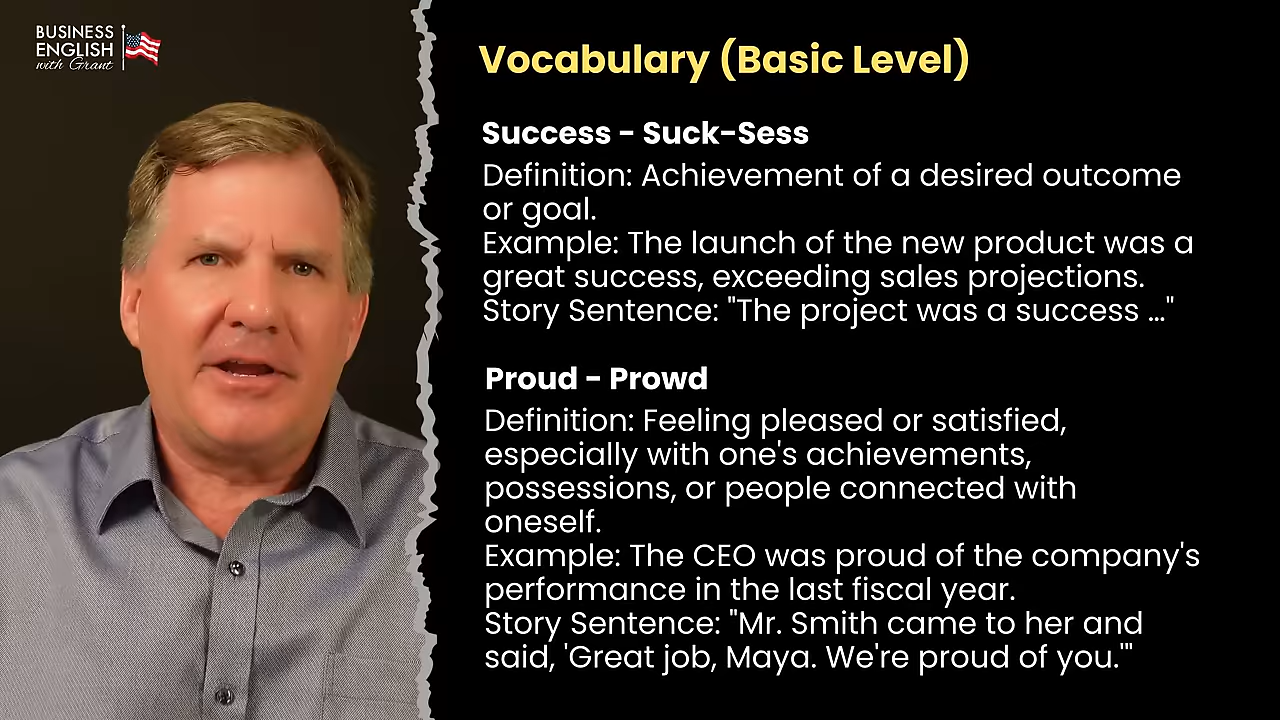 BUSINESS
ENGLISH
with Grant
Vocabulary (Basic Level)
Success - Suck-Sess
Definition: Achievement of a desired outcome
or goal.
Example: The launch of the new product was a
great success, exceeding sales projections.
Story Sentence: "The project was a success ..."
Proud - Prowd
Definition: Feeling pleased or satisfied,
especially with one's achievements,
possessions, or people connected with
oneself.
Example: The CEO was proud of the company's
performance in the last fiscal year.
Story Sentence: "Mr. Smith came to her and
said, 'Great job, Maya. We're proud of you.'"